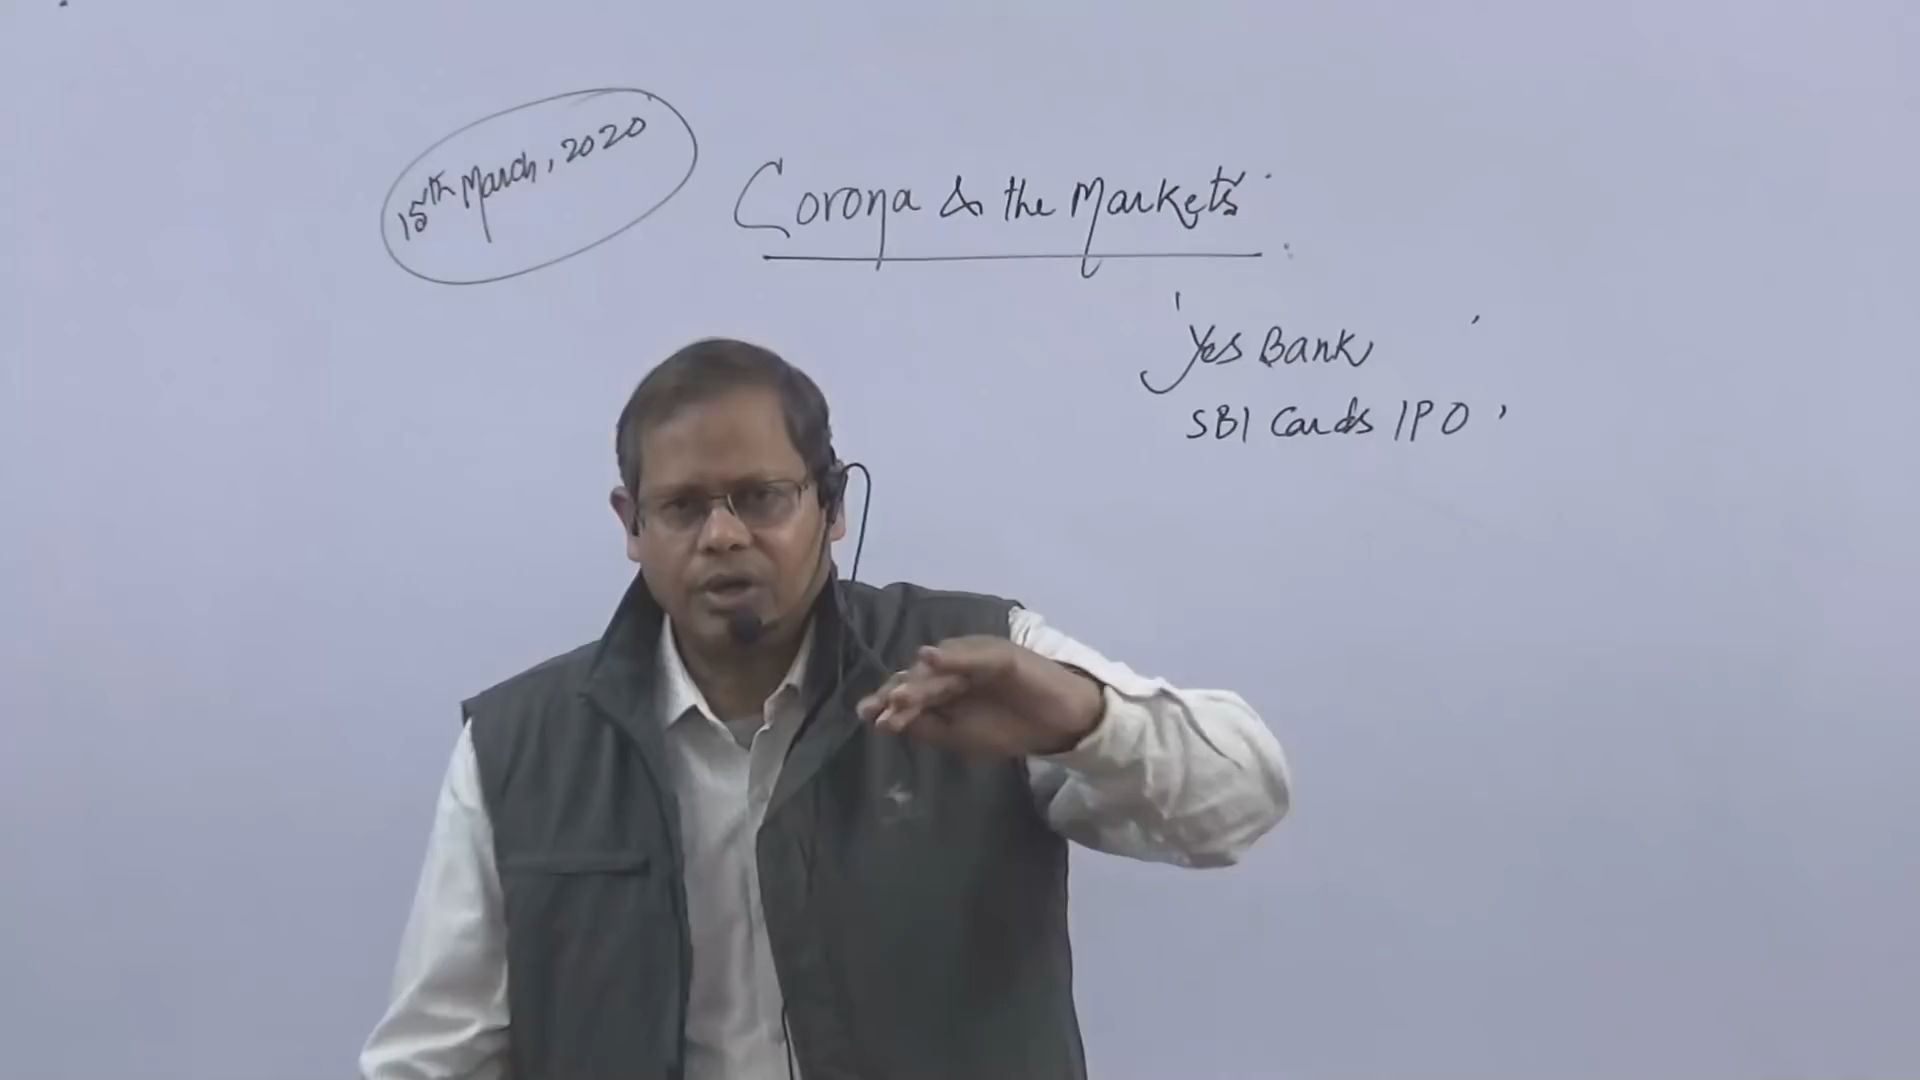 15th March, 2020
Corona & the Markets
Yes Bank
SBI Cards IPO